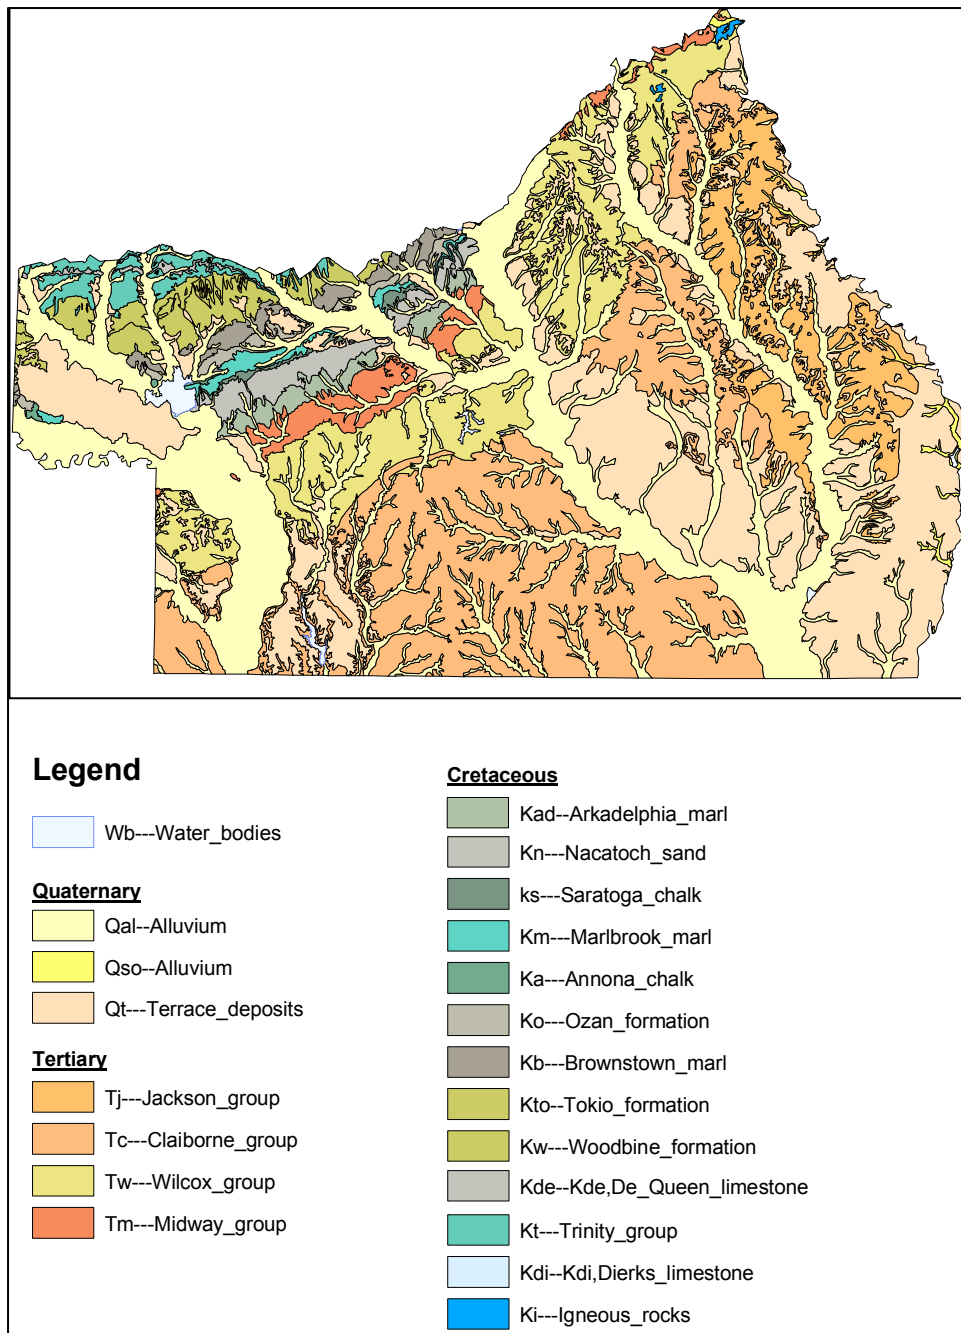 Legend
Wb---Water_bodies
Quaternary
Qal--Alluvium
Qso--Alluvium
Qt---Terrace_deposits
Tertiary
Tj---Jackson_group
Tc---Claiborne_group
Tw---Wilcox_group
Tm---Midway_group
Cretaceous
Kad--Arkadelphia_marl
Kn---Nacatoch_sand
ks---Saratoga_chalk
Km---Marlbrook_marl
Ka---Annona_chalk
Ko---Ozan_formation
Kb---Brownstown_marl
Kto--Tokio_formation
Kw---Woodbine_formation
Kde--Kde,De_Queen_limestone
Kt---Trinity_group
Kdi--Kdi,Dierks_limestone
Ki---Igneous_rocks